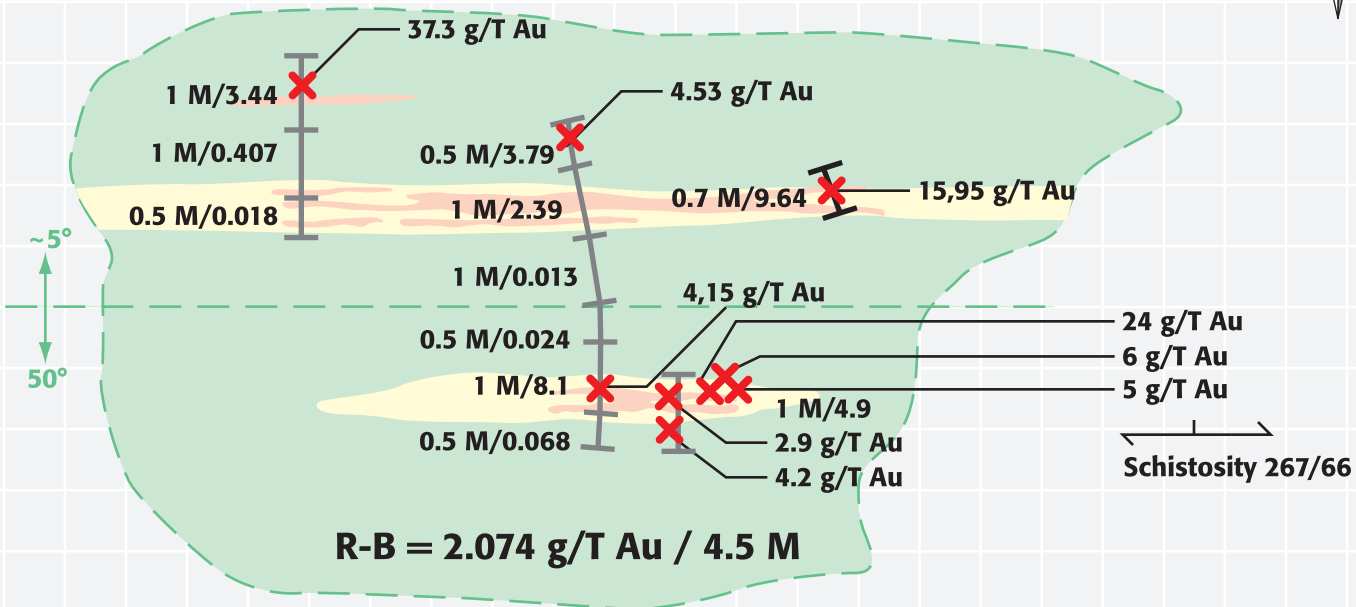 37.3 g/T Au
1 M/3.44
4.53 g/T Au
1 M/0.407
0.5 M/3.79
0.7 M/9.64
15,95 g/T Au
0.5 M/0.018
1 M/2.39
~5°
1 M/0.013
4,15 g/T Au
24 g/T Au
0.5 M/0.024
6 g/T Au
50°
1 M/8.1
5 g/T Au
1 M/4.9
0.5 M/0.068
2.9 g/T Au
Schistosity 267/66
4.2 g/T Au
R-B = 2.074 g/T Au / 4.5 M